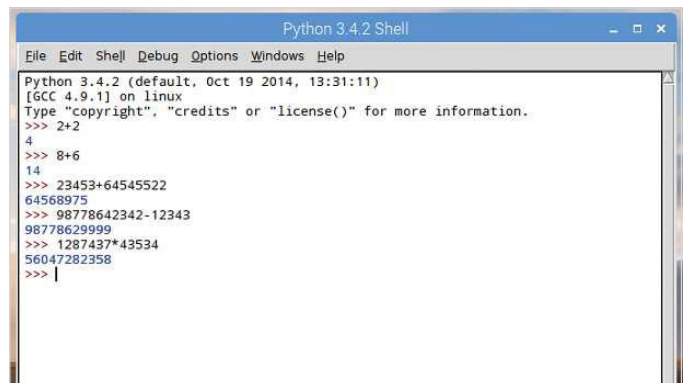 Python 3.4.2 Shell
File Edit Shell Debug Options Windows Help
Python 3.4.2 (default, Oct 19 2014, 13:31:11)
[GCC 4.9.1] on linux
Type "copyright", "credits" or "license()" for more information.
>>> 2+2
4
>>> 8+6
14
>>> 23453+64545522
64568975
>>> 98778642342-12343
98778629999
>>> 1287437*43534
56047282358
>>>